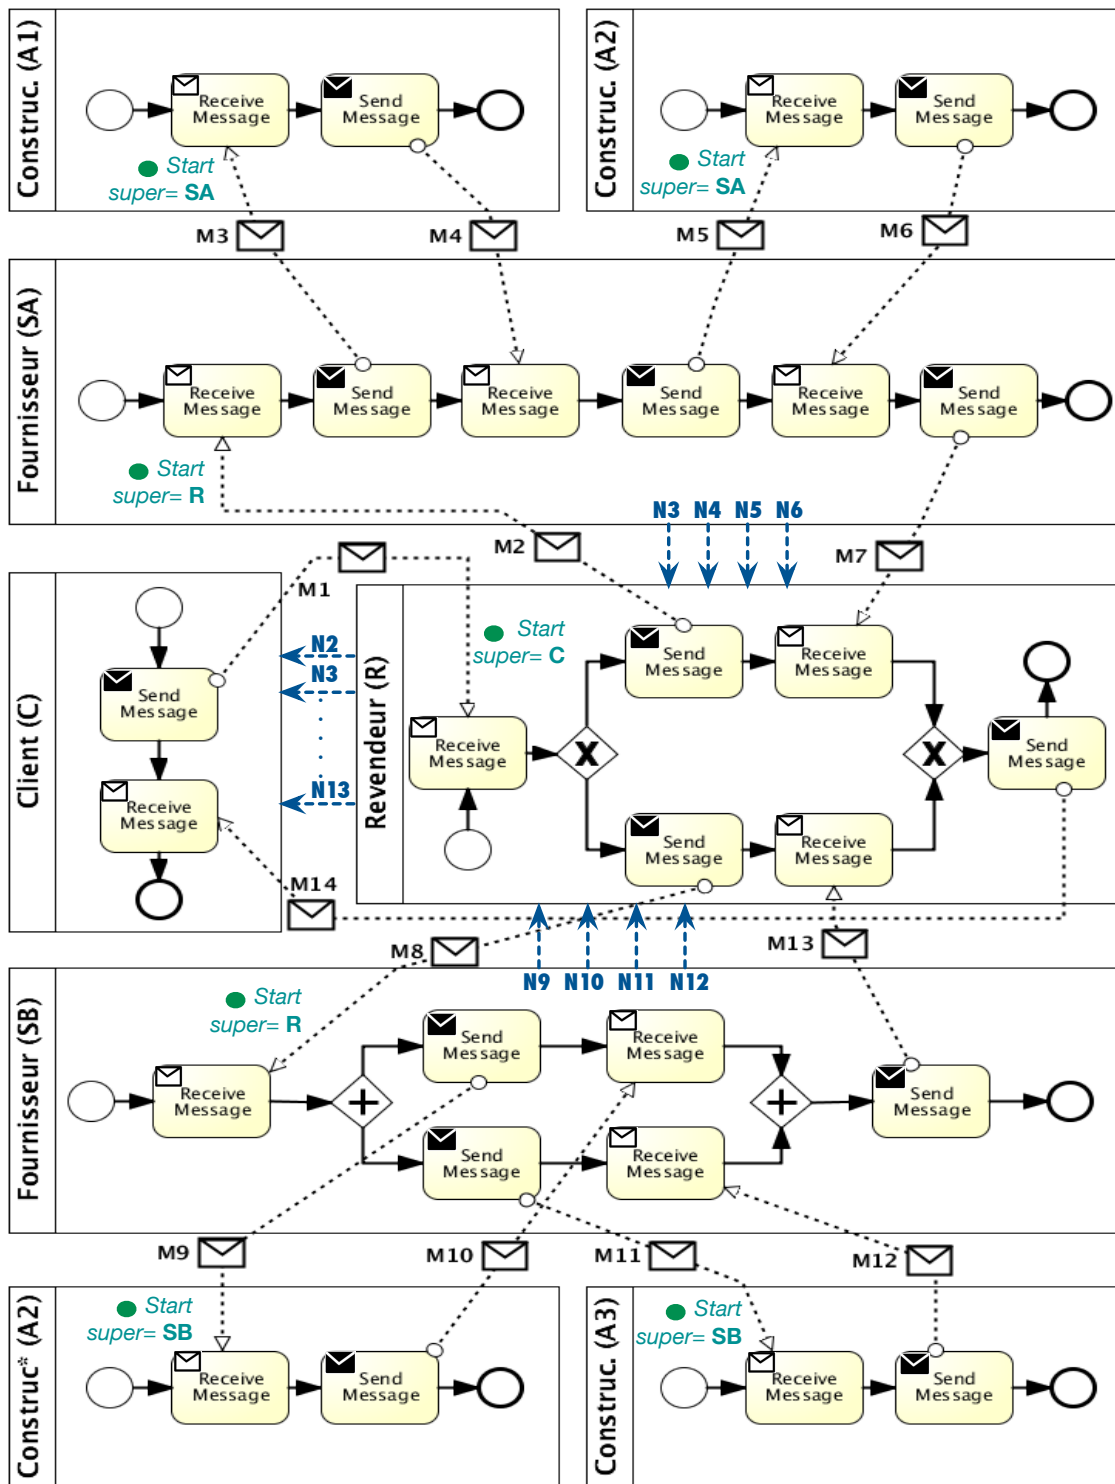 Construc. (A1)
Receive
Message
Send
Message
Start
super= SA
Construc. (A2)
Receive
Message
Send
Message
Start
super= SA
M3
M4
M5
M6
Fournisseur (SA)
Receive
Message
Send
Message
Receive
Message
Send
Message
Receive
Message
Send
Message
Start
super= R
N3 N4 N5 N6
M2
M7
M1
Client (C)
Send
Message
Receive
Message
N2
N3
N13
M14
Revendeur (R)
Start
super= C
Receive
Message
Send
Message
Receive
Message
X
X
Send
Message
Send
Message
Receive
Message
M8
M13
N9 N10 N11 N12
Fournisseur (SB)
Start
super= R
Receive
Message
Send
Message
Receive
Message
Send
Message
Receive
Message
Send
Message
M9
M10
M11
M12
Construc* (A2)
Start
super= SB
Receive
Message
Send
Message
Construc. (A3)
Start
super= SB
Receive
Message
Send
Message